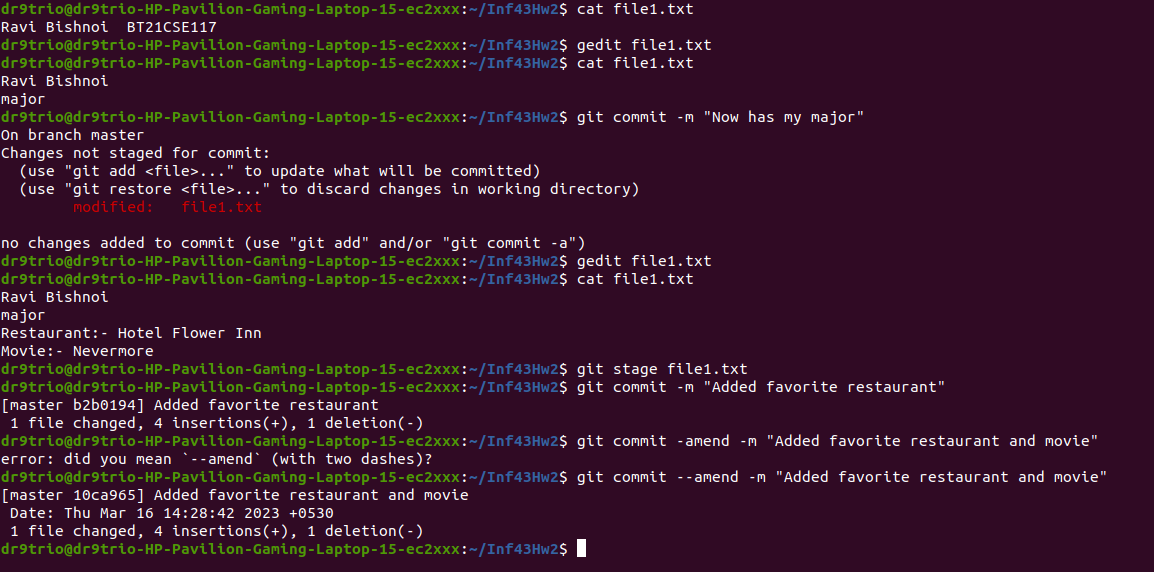 dr9trio@dr9trio-HP-Pavilion-Gaming-Laptop-15-ec2xxx:~/Inf43Hw2$ cat file1.txt
Ravi Bishnoi  BT21CSE117
dr9trio@dr9trio-HP-Pavilion-Gaming-Laptop-15-ec2xxx:~/Inf43Hw2$ gedit file1.txt
dr9trio@dr9trio-HP-Pavilion-Gaming-Laptop-15-ec2xxx:~/Inf43Hw2$ cat file1.txt
Ravi Bishnoi
major
dr9trio@dr9trio-HP-Pavilion-Gaming-Laptop-15-ec2xxx:~/Inf43Hw2$ git commit -m "Now has my major"
On branch master
Changes not staged for commit:
  (use "git add <file>..." to update what will be committed)
  (use "git restore <file>..." to discard changes in working directory)
        modified:   file1.txt

no changes added to commit (use "git add" and/or "git commit -a")
dr9trio@dr9trio-HP-Pavilion-Gaming-Laptop-15-ec2xxx:~/Inf43Hw2$ gedit file1.txt
dr9trio@dr9trio-HP-Pavilion-Gaming-Laptop-15-ec2xxx:~/Inf43Hw2$ cat file1.txt
Ravi Bishnoi
major
Restaurant:- Hotel Flower Inn
Movie:- Nevermore
dr9trio@dr9trio-HP-Pavilion-Gaming-Laptop-15-ec2xxx:~/Inf43Hw2$ git stage file1.txt
dr9trio@dr9trio-HP-Pavilion-Gaming-Laptop-15-ec2xxx:~/Inf43Hw2$ git commit -m "Added favorite restaurant"
[master b2b0194] Added favorite restaurant
 1 file changed, 4 insertions(+), 1 deletion(-)
dr9trio@dr9trio-HP-Pavilion-Gaming-Laptop-15-ec2xxx:~/Inf43Hw2$ git commit -amend -m "Added favorite restaurant and movie"
error: did you mean `--amend` (with two dashes)?
dr9trio@dr9trio-HP-Pavilion-Gaming-Laptop-15-ec2xxx:~/Inf43Hw2$ git commit --amend -m "Added favorite restaurant and movie"
[master 10ca965] Added favorite restaurant and movie
 Date: Thu Mar 16 14:28:42 2023 +0530
 1 file changed, 4 insertions(+), 1 deletion(-)
dr9trio@dr9trio-HP-Pavilion-Gaming-Laptop-15-ec2xxx:~/Inf43Hw2$